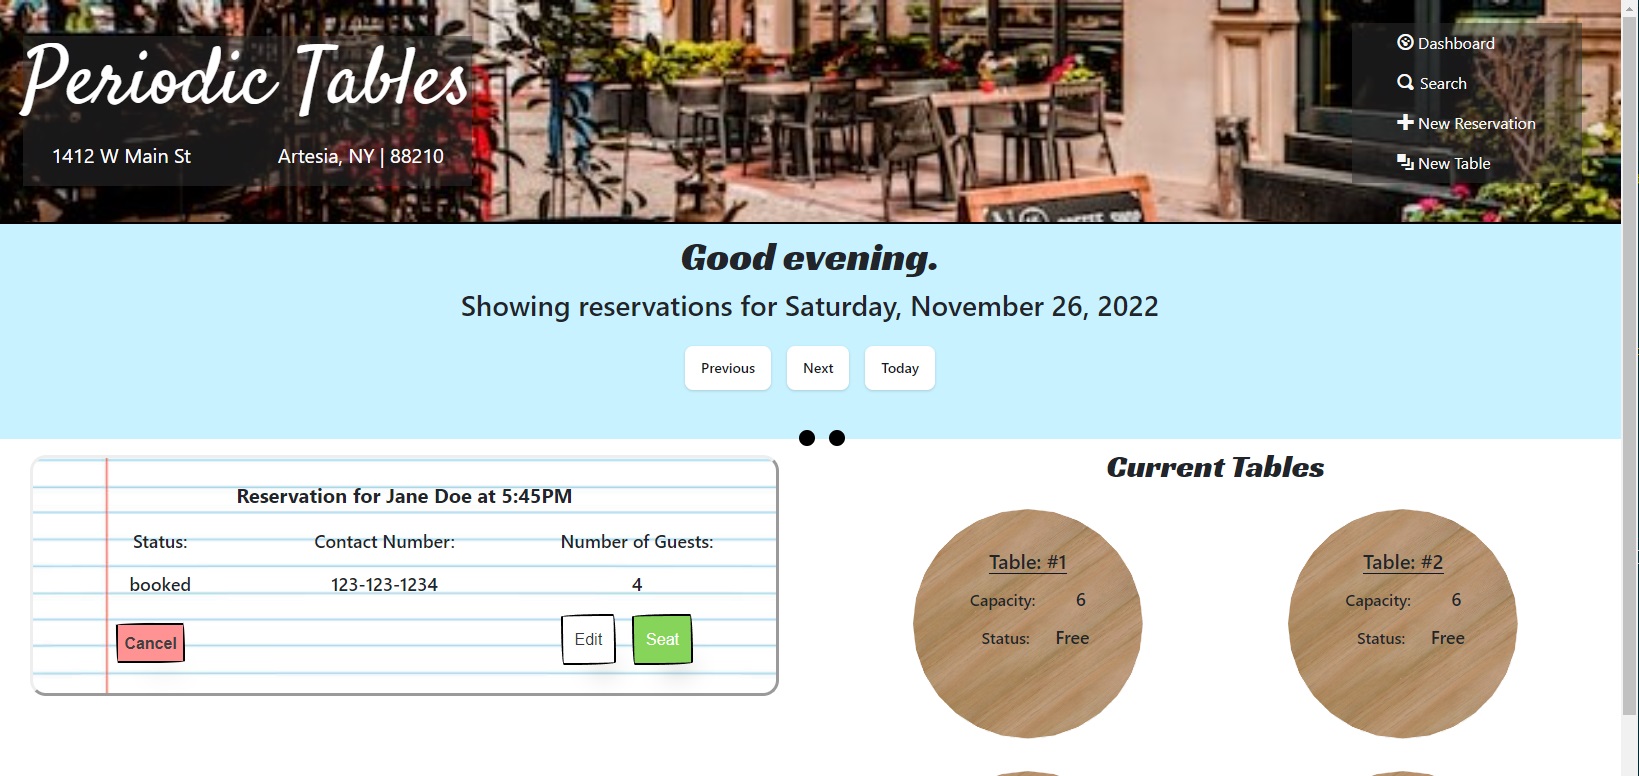 Periodic Tables
1412 W Main St
Artesia, NY | 88210
Dashboard
Search
New Reservation
New Table
COFFEE SHOP
Good evening.
Showing reservations for Saturday, November 26, 2022
Previous Next Today
Reservation for Jane Doe at 5:45PM
Status: Contact Number: Number of Guests:
booked 123-123-1234 4
Cancel Edit Seat
Current Tables
Table: #1
Capacity: 6
Status: Free
Table: #2
Capacity: 6
Status: Free